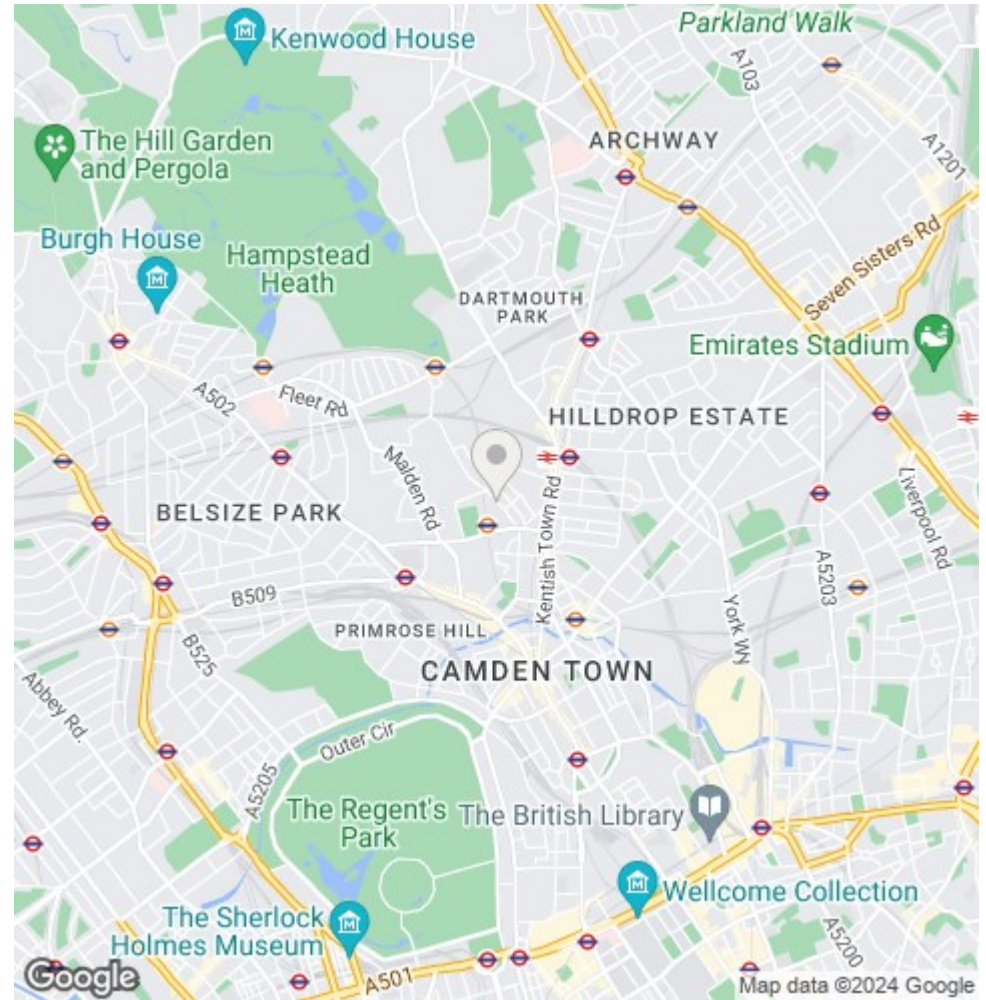 Parkland Walk
Kenwood House
A103
ARCHWAY
A1201
The Hill Garden
and Pergola
Burgh House
Hampstead
Heath
Seven Sisters Rd
DARTMOUTH
PARK
Emirates Stadium
A502
Fleet Rd
HILLDROP ESTATE
Malden Rd
Liverpool Rd
BELSIZE PARK
Kentish Town Rd
A5203
B509
York Wy
PRIMROSE HILL
B525
CAMDEN TOWN
Abbey Rd.
Outer Cir
A5205
The Regent's
Park
The British Library
Wellcome Collection
The Sherlock
Holmes Museum
A5200
A501
Google
Map data ©2024 Google